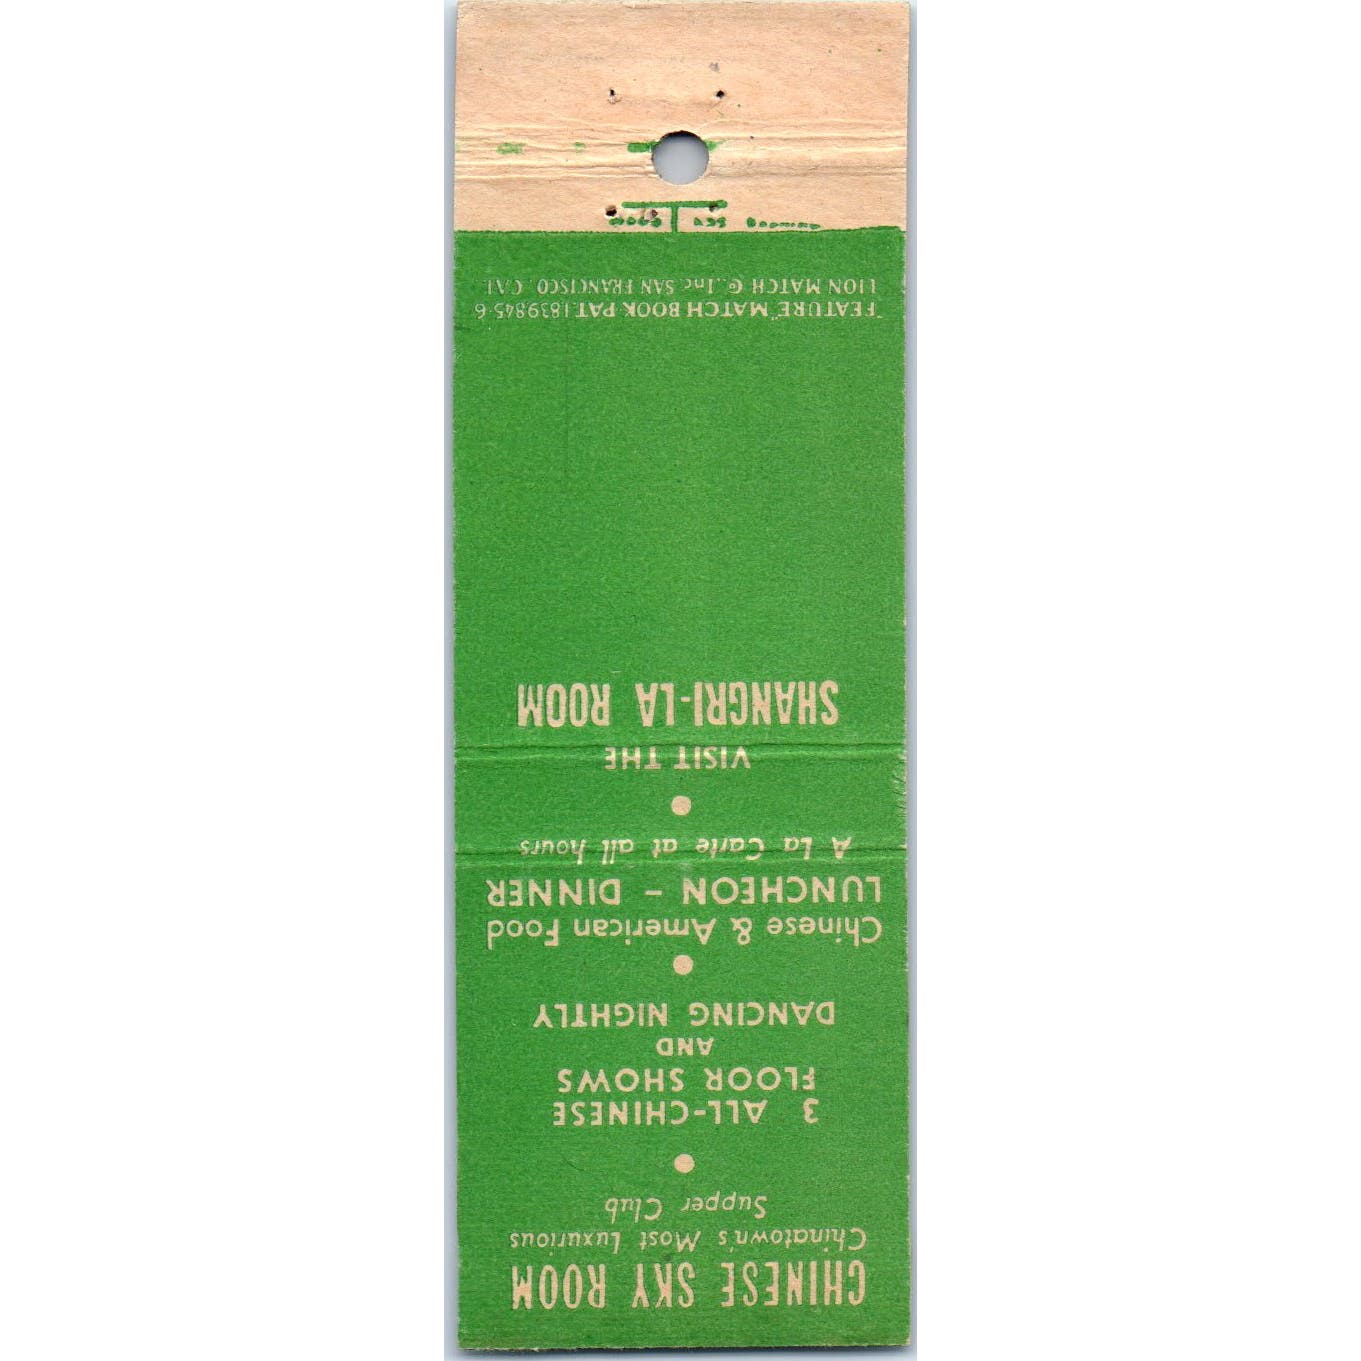 CHINESE SKY ROOM
Chinatown's Most Luxurious
Supper Club
3 ALL-CHINESE
FLOOR SHOWS
AND
DANCING NIGHTLY
Chinese & American Food
LUNCHEON - DINNER
A La Carte at all hours
VISIT THE
SHANGRI-LA ROOM
"FEATURE" MATCH BOOK PAT. 1839845-6
LION MATCH Co., Inc. SAN FRANCISCO, CAL.